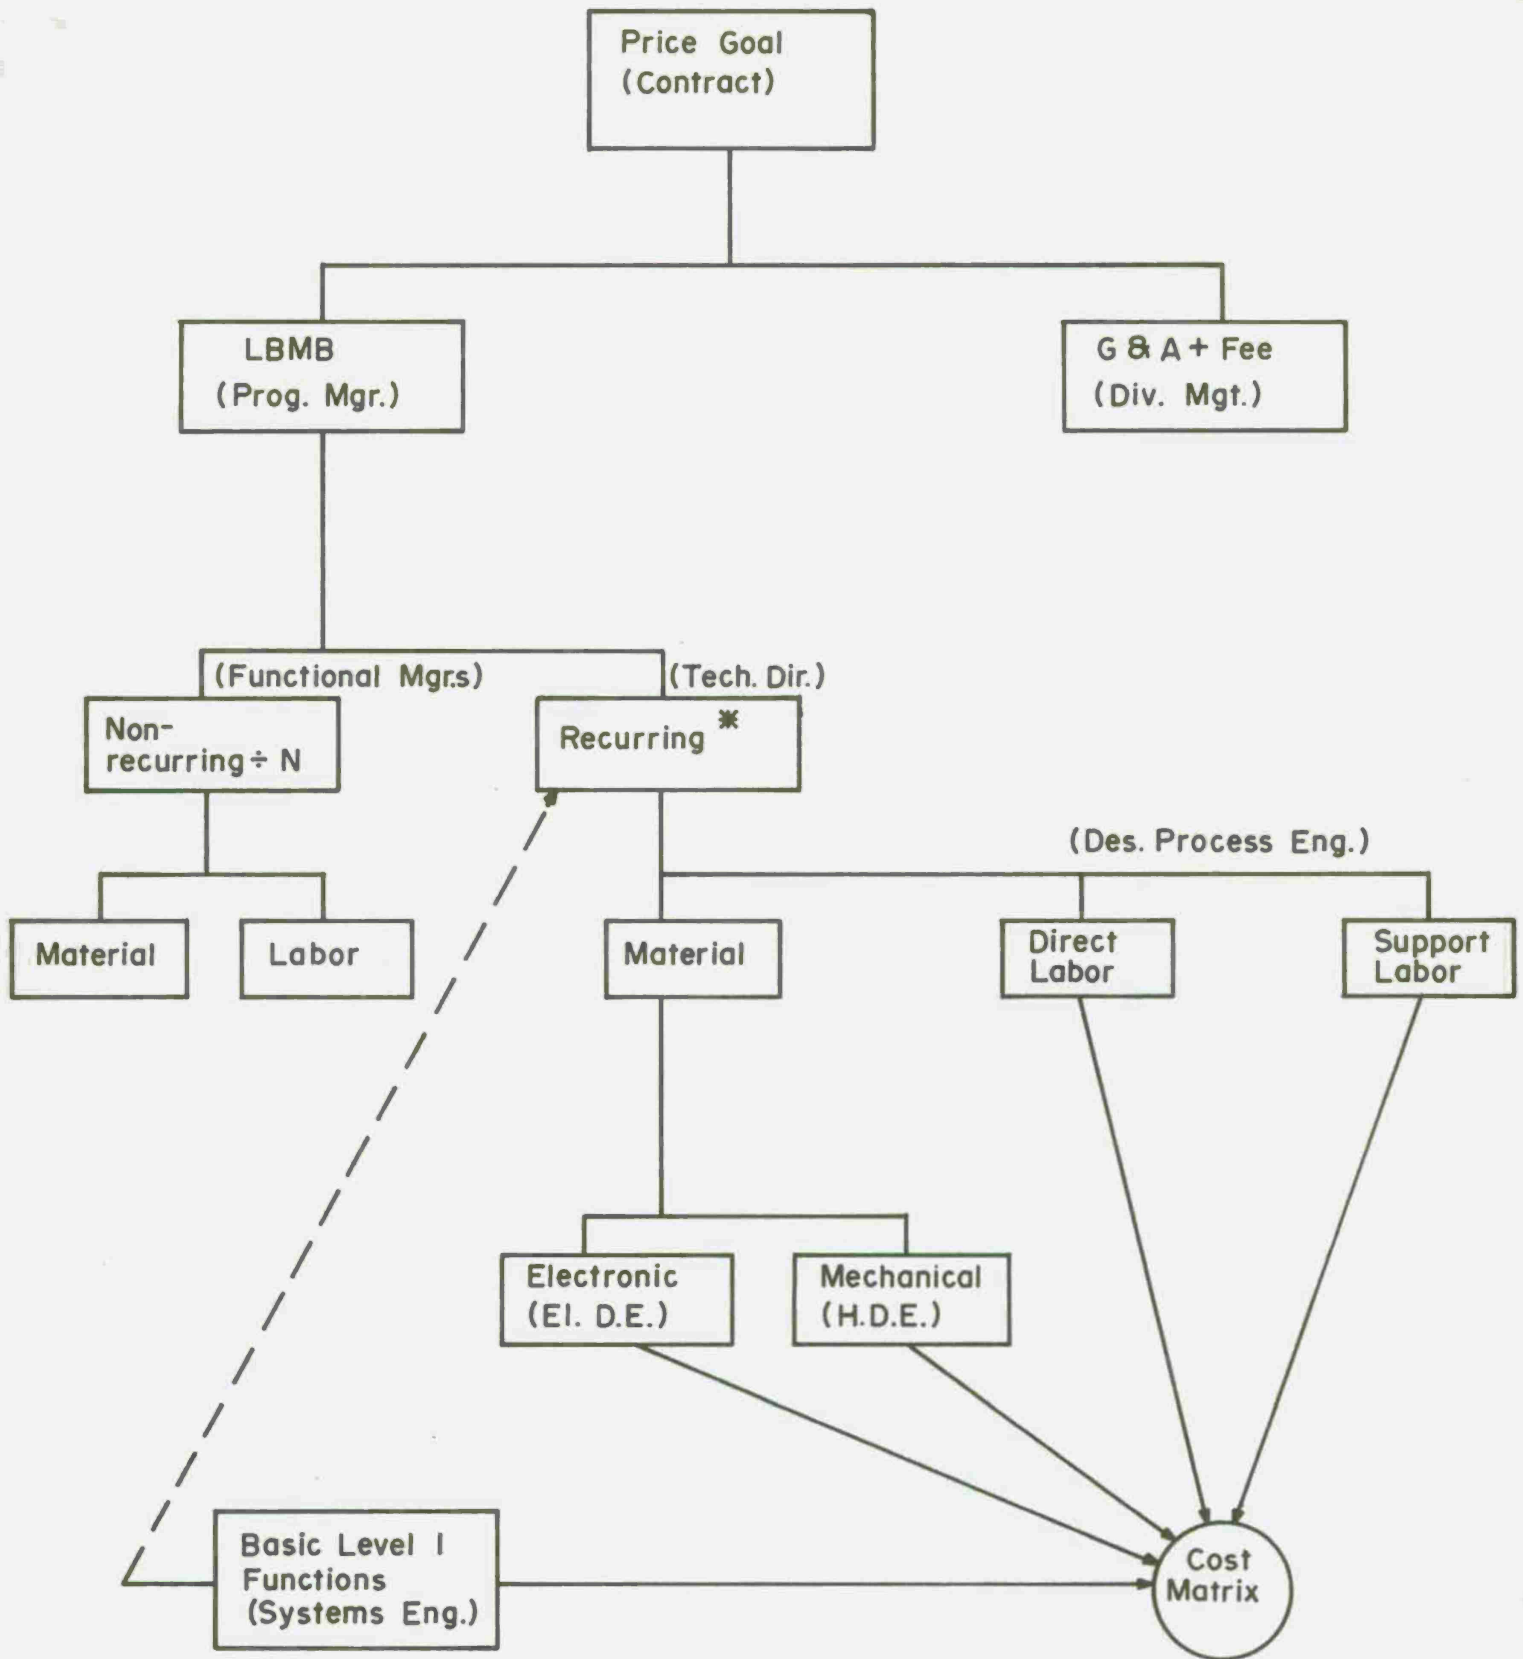 Price Goal
(Contract)
LBMB
(Prog. Mgr.)
G & A + Fee
(Div. Mgt.)
(Functional Mgr.s)
(Tech. Dir.)
Non-
recurring ÷ N
Recurring *
(Des. Process Eng.)
Material
Labor
Material
Direct
Labor
Support
Labor
Electronic
(El. D.E.)
Mechanical
(H.D.E.)
Basic Level I
Functions
(Systems Eng.)
Cost
Matrix